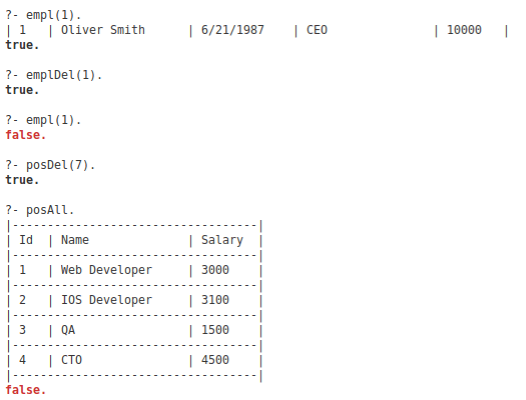 ?- empl(1).
| 1   | Oliver Smith      | 6/21/1987    | CEO               | 10000   |
true.

?- emplDel(1).
true.

?- empl(1).
false.

?- posDel(7).
true.

?- posAll.
|-----------------------------------|
| Id  | Name              | Salary  |
|-----------------------------------|
| 1   | Web Developer     | 3000    |
|-----------------------------------|
| 2   | IOS Developer     | 3100    |
|-----------------------------------|
| 3   | QA                | 1500    |
|-----------------------------------|
| 4   | CTO               | 4500    |
|-----------------------------------|
false.